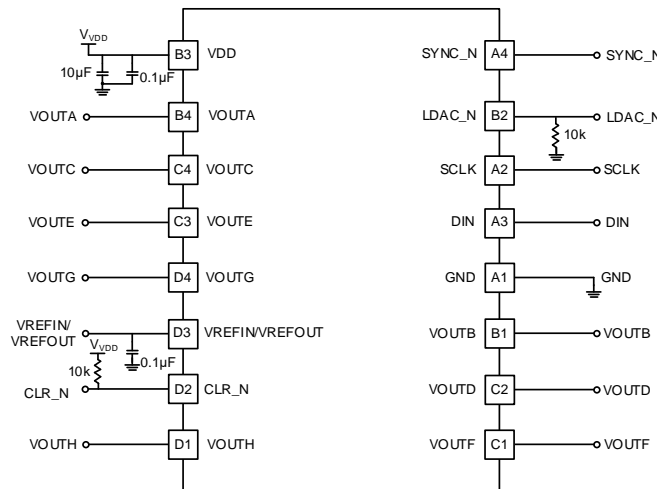 VVDD
B3 VDD
10µF
0.1µF
VOUTA B4 VOUTA
VOUTC C4 VOUTC
VOUTE C3 VOUTE
VOUTG D4 VOUTG
VREFIN/
VREFOUT
D3 VREFIN/VREFOUT
VVDD
0.1µF
10k
CLR_N D2 CLR_N
VOUTH D1 VOUTH
SYNC_N A4 SYNC_N
LDAC_N B2 LDAC_N
10k
SCLK A2 SCLK
DIN A3 DIN
GND A1 GND
VOUTB B1 VOUTB
VOUTD C2 VOUTD
VOUTF C1 VOUTF